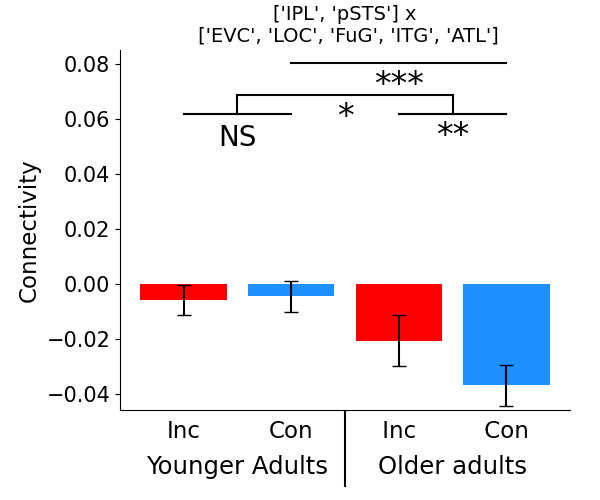 ['IPL', 'pSTS'] x
['EVC', 'LOC', 'FuG', 'ITG', 'ATL']
0.08
***
0.06
*
**
NS
0.04
0.02
0.00
−0.02
−0.04
Connectivity
Inc Con Inc Con
Younger Adults Older adults